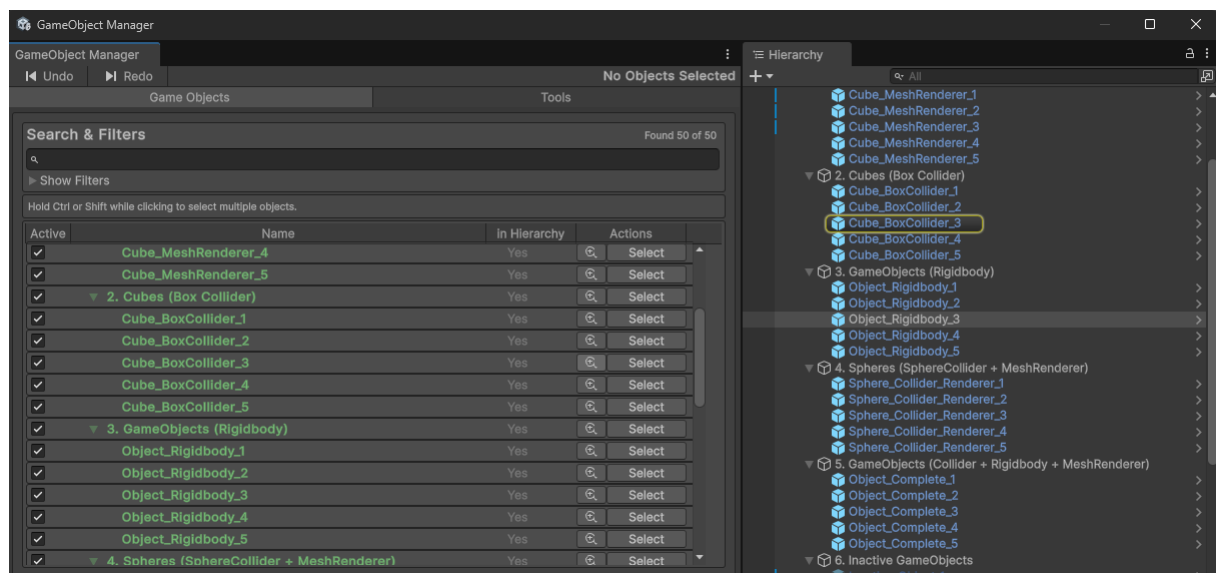 GameObject Manager
GameObject Manager
Undo
Redo
No Objects Selected
Game Objects
Tools
Search & Filters
Found 50 of 50
Show Filters
Hold Ctrl or Shift while clicking to select multiple objects.
Active Name in Hierarchy Actions
Cube_MeshRenderer_4 Yes Select
Cube_MeshRenderer_5 Yes Select
2. Cubes (Box Collider) Yes Select
Cube_BoxCollider_1 Yes Select
Cube_BoxCollider_2 Yes Select
Cube_BoxCollider_3 Yes Select
Cube_BoxCollider_4 Yes Select
Cube_BoxCollider_5 Yes Select
3. GameObjects (Rigidbody) Yes Select
Object_Rigidbody_1 Yes Select
Object_Rigidbody_2 Yes Select
Object_Rigidbody_3 Yes Select
Object_Rigidbody_4 Yes Select
Object_Rigidbody_5 Yes Select
4. Spheres (SphereCollider + MeshRenderer) Yes Select
Hierarchy
All
Cube_MeshRenderer_1
Cube_MeshRenderer_2
Cube_MeshRenderer_3
Cube_MeshRenderer_4
Cube_MeshRenderer_5
2. Cubes (Box Collider)
Cube_BoxCollider_1
Cube_BoxCollider_2
Cube_BoxCollider_3
Cube_BoxCollider_4
Cube_BoxCollider_5
3. GameObjects (Rigidbody)
Object_Rigidbody_1
Object_Rigidbody_2
Object_Rigidbody_3
Object_Rigidbody_4
Object_Rigidbody_5
4. Spheres (SphereCollider + MeshRenderer)
Sphere_Collider_Renderer_1
Sphere_Collider_Renderer_2
Sphere_Collider_Renderer_3
Sphere_Collider_Renderer_4
Sphere_Collider_Renderer_5
5. GameObjects (Collider + Rigidbody + MeshRenderer)
Object_Complete_1
Object_Complete_2
Object_Complete_3
Object_Complete_4
Object_Complete_5
6. Inactive GameObjects